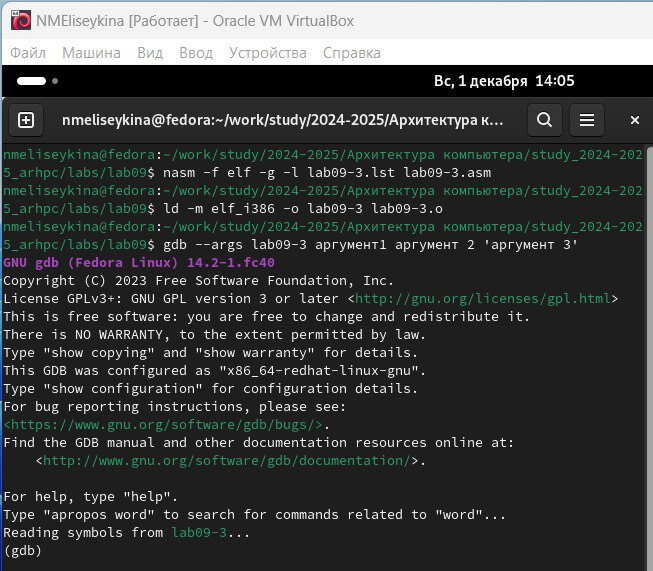 NMEliseykina [Работает] - Oracle VM VirtualBox
Файл Машина Вид Ввод Устройства Справка
Вс, 1 декабря 14:05
nmeliseykina@fedora:~/work/study/2024-2025/Архитектура к...
nmeliseykina@fedora:~/work/study/2024-2025/Архитектура компьютера/study_2024-202
5_arhpc/labs/lab09$ nasm -f elf -g -l lab09-3.lst lab09-3.asm
nmeliseykina@fedora:~/work/study/2024-2025/Архитектура компьютера/study_2024-202
5_arhpc/labs/lab09$ ld -m elf_i386 -o lab09-3 lab09-3.o
nmeliseykina@fedora:~/work/study/2024-2025/Архитектура компьютера/study_2024-202
5_arhpc/labs/lab09$ gdb --args lab09-3 аргумент1 аргумент 2 'аргумент 3'
GNU gdb (Fedora Linux) 14.2-1.fc40
Copyright (C) 2023 Free Software Foundation, Inc.
License GPLv3+: GNU GPL version 3 or later <http://gnu.org/licenses/gpl.html>
This is free software: you are free to change and redistribute it.
There is NO WARRANTY, to the extent permitted by law.
Type "show copying" and "show warranty" for details.
This GDB was configured as "x86_64-redhat-linux-gnu".
Type "show configuration" for configuration details.
For bug reporting instructions, please see:
<https://www.gnu.org/software/gdb/bugs/>.
Find the GDB manual and other documentation resources online at:
<http://www.gnu.org/software/gdb/documentation/>.
For help, type "help".
Type "apropos word" to search for commands related to "word"...
Reading symbols from lab09-3...
(gdb)